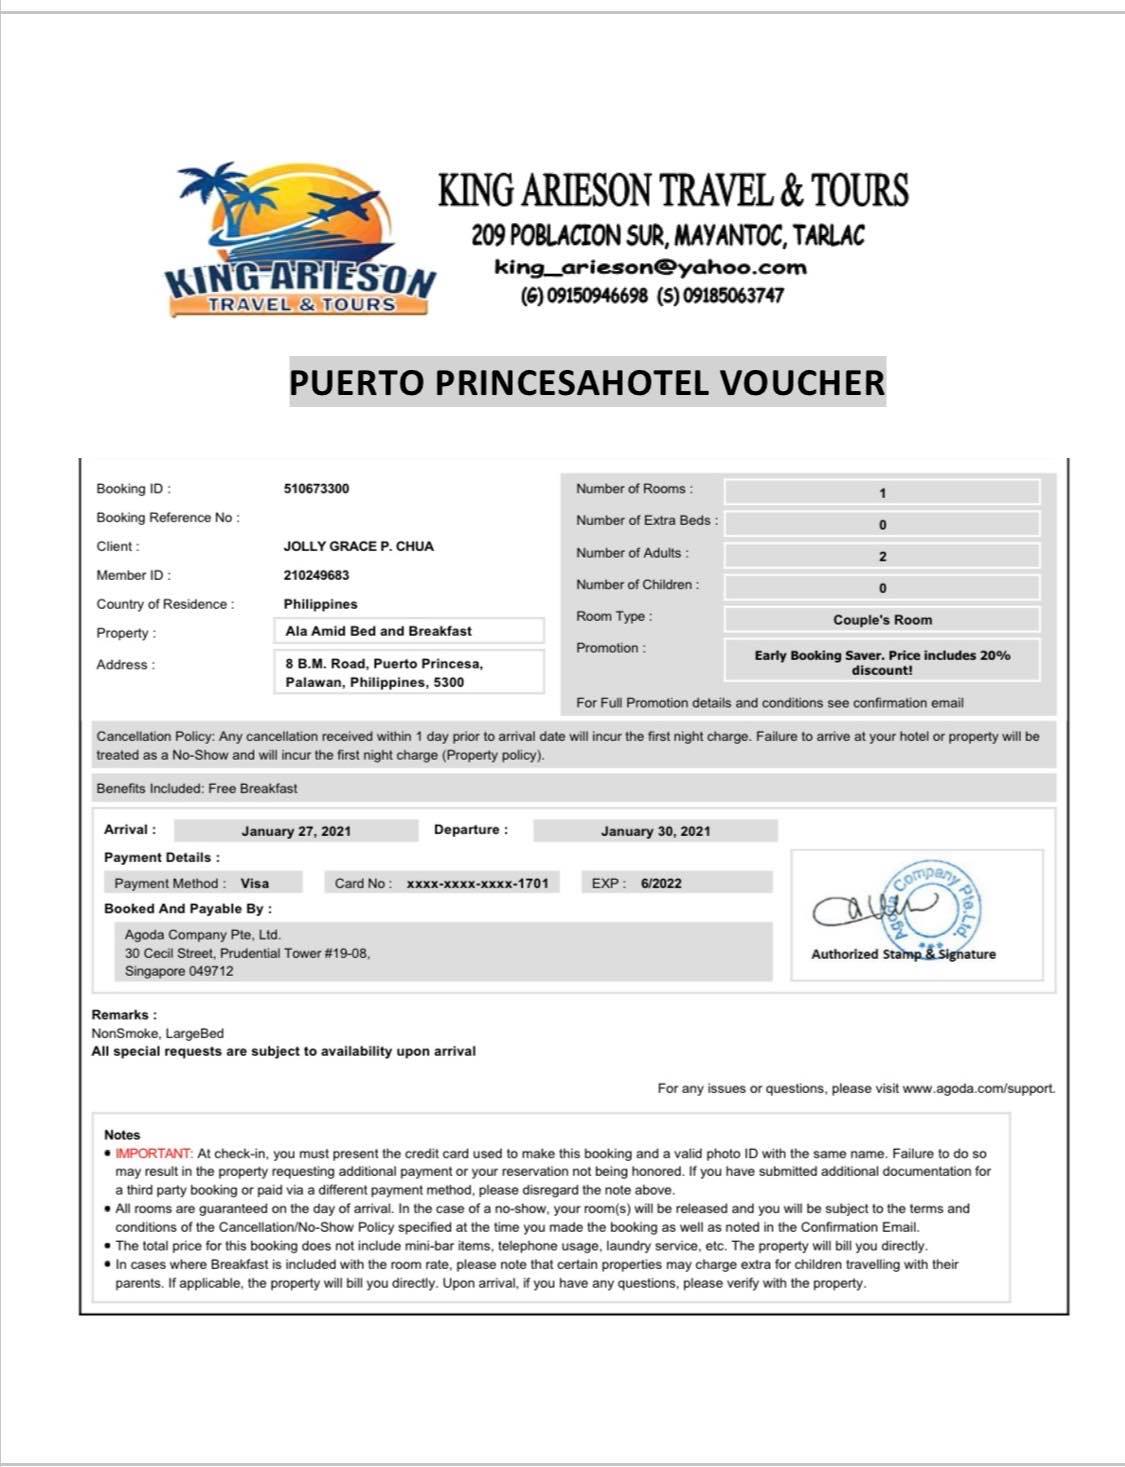 KING ARIESON
TRAVEL & TOURS
KING ARIESON TRAVEL & TOURS
209 POBLACION SUR, MAYANTOC, TARLAC
king_arieson@yahoo.com
(G) 09150946698 (S) 09185063747
PUERTO PRINCESAHOTEL VOUCHER
Booking ID : 510673300
Booking Reference No :
Client : JOLLY GRACE P. CHUA
Member ID : 210249683
Country of Residence : Philippines
Property : Ala Amid Bed and Breakfast
Address : 8 B.M. Road, Puerto Princesa,
Palawan, Philippines, 5300
Number of Rooms : 1
Number of Extra Beds : 0
Number of Adults : 2
Number of Children : 0
Room Type : Couple's Room
Promotion : Early Booking Saver. Price includes 20%
discount!
For Full Promotion details and conditions see confirmation email
Cancellation Policy: Any cancellation received within 1 day prior to arrival date will incur the first night charge. Failure to arrive at your hotel or property will be
treated as a No-Show and will incur the first night charge (Property policy).
Benefits Included: Free Breakfast
Arrival : January 27, 2021 Departure : January 30, 2021
Payment Details :
Payment Method : Visa Card No : xxxx-xxxx-xxxx-1701 EXP : 6/2022
Booked And Payable By :
Agoda Company Pte, Ltd.
30 Cecil Street, Prudential Tower #19-08,
Singapore 049712
Agoda Company Pte.Ltd.
Authorized Stamp & Signature
Remarks :
NonSmoke, LargeBed
All special requests are subject to availability upon arrival
For any issues or questions, please visit www.agoda.com/support.
Notes
• IMPORTANT: At check-in, you must present the credit card used to make this booking and a valid photo ID with the same name. Failure to do so
may result in the property requesting additional payment or your reservation not being honored. If you have submitted additional documentation for
a third party booking or paid via a different payment method, please disregard the note above.
• All rooms are guaranteed on the day of arrival. In the case of a no-show, your room(s) will be released and you will be subject to the terms and
conditions of the Cancellation/No-Show Policy specified at the time you made the booking as well as noted in the Confirmation Email.
• The total price for this booking does not include mini-bar items, telephone usage, laundry service, etc. The property will bill you directly.
• In cases where Breakfast is included with the room rate, please note that certain properties may charge extra for children travelling with their
parents. If applicable, the property will bill you directly. Upon arrival, if you have any questions, please verify with the property.